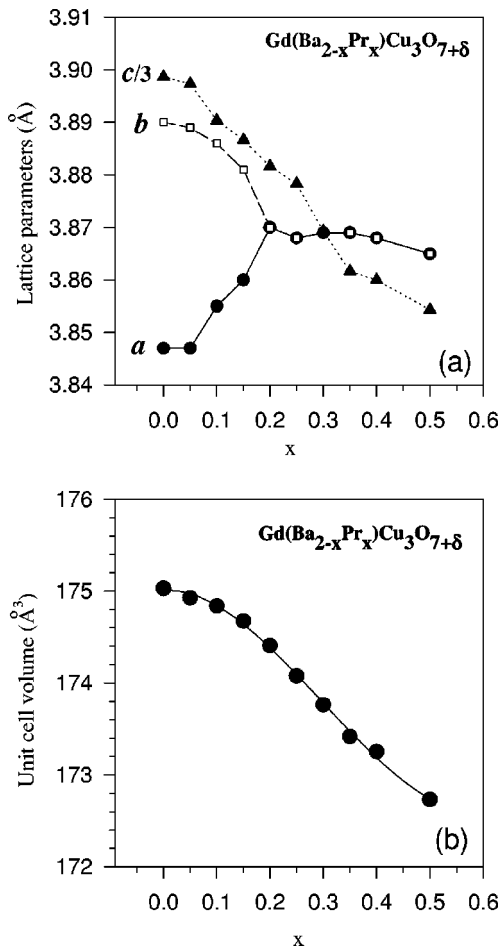 3.91
Gd(Ba2-xPrx)Cu3O7+δ
3.90
c/3
b
3.89
3.88
3.87
3.86
3.85
a
3.84
(a)
Lattice parameters (Å)
0.0 0.1 0.2 0.3 0.4 0.5 0.6
x
176
Gd(Ba2-xPrx)Cu3O7+δ
175
174
173
172
(b)
Unit cell volume (Å3)
0.0 0.1 0.2 0.3 0.4 0.5 0.6
x